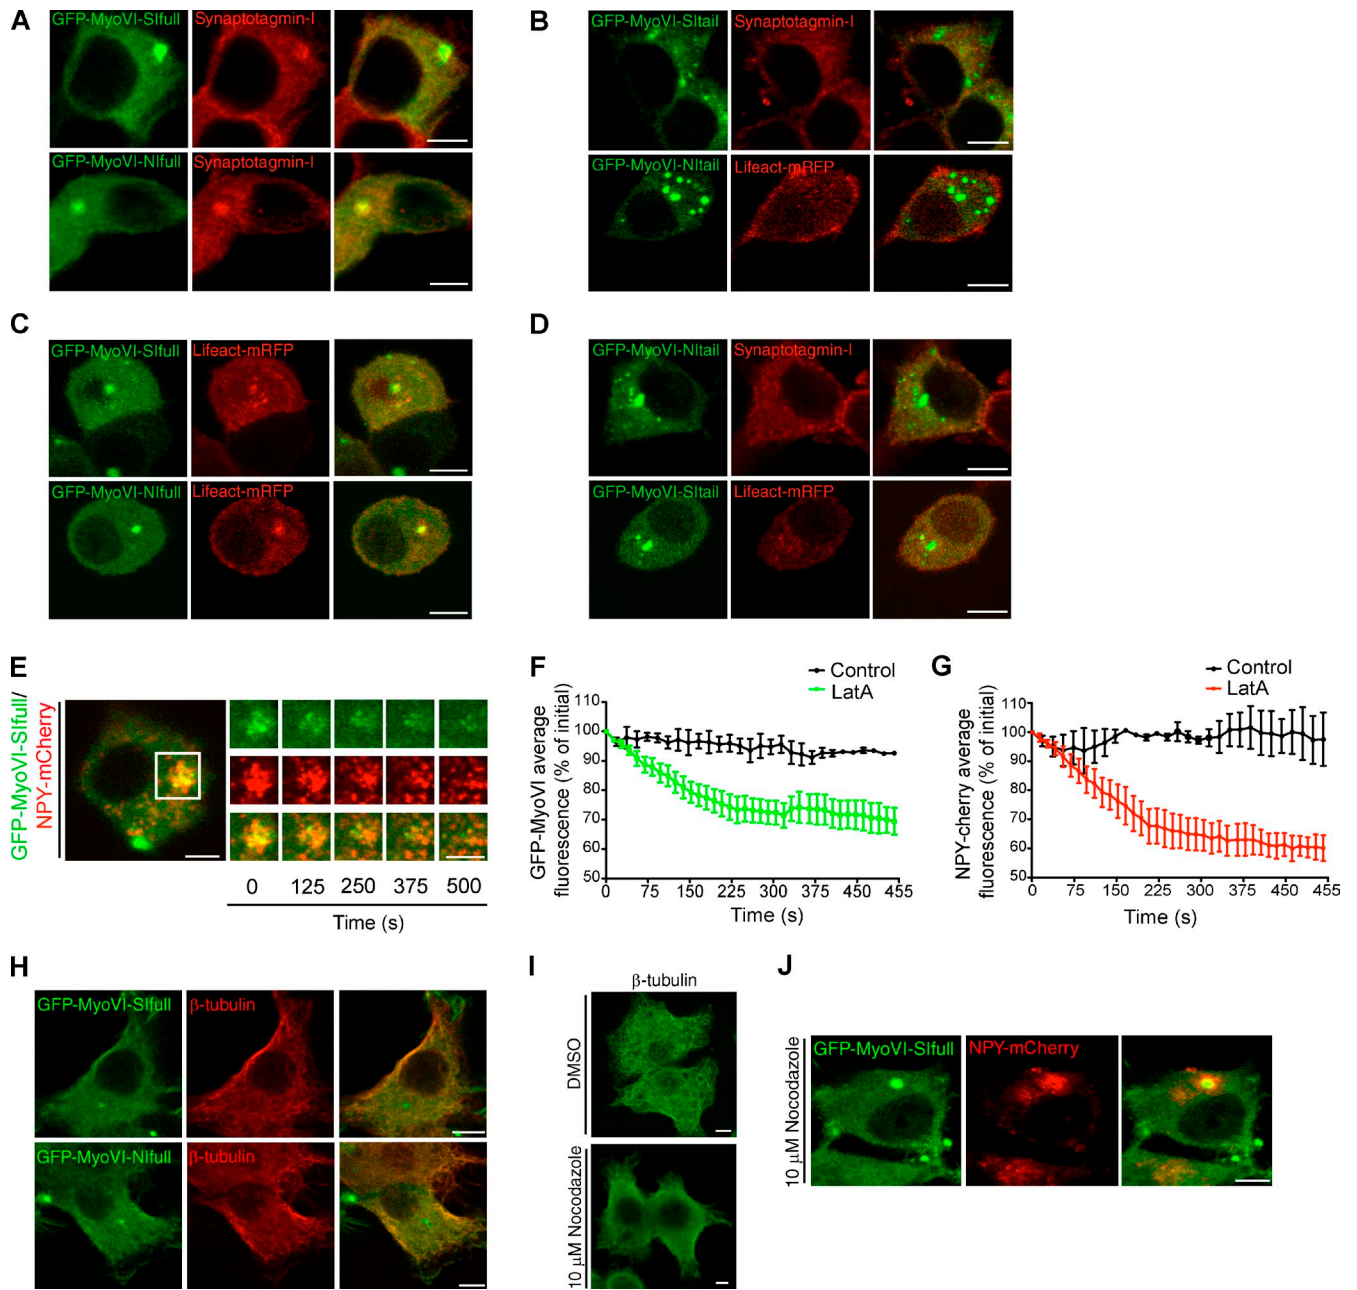 A
GFP-MyoVI-SIfull
Synaptotagmin-I
GFP-MyoVI-NIfull
Synaptotagmin-I
B
GFP-MyoVI-SItail
Synaptotagmin-I
GFP-MyoVI-NItail
Lifeact-mRFP
C
GFP-MyoVI-SIfull
Lifeact-mRFP
GFP-MyoVI-NIfull
Lifeact-mRFP
D
GFP-MyoVI-NItail
Synaptotagmin-I
GFP-MyoVI-SItail
Lifeact-mRFP
E
GFP-MyoVI-SIfull/
NPY-mCherry
0 125 250 375 500
Time (s)
F
Control
LatA
GFP-MyoVI average
fluorescence (% of initial)
110
100
90
80
70
60
50
0 75 150 225 300 375 450 455
Time (s)
G
Control
LatA
NPY-cherry average
fluorescence (% of initial)
110
100
90
80
70
60
50
0 75 150 225 300 375 450 455
Time (s)
H
GFP-MyoVI-SIfull
β-tubulin
GFP-MyoVI-NIfull
β-tubulin
I
β-tubulin
DMSO
10 μM Nocodazole
J
10 μM Nocodazole
GFP-MyoVI-SIfull
NPY-mCherry